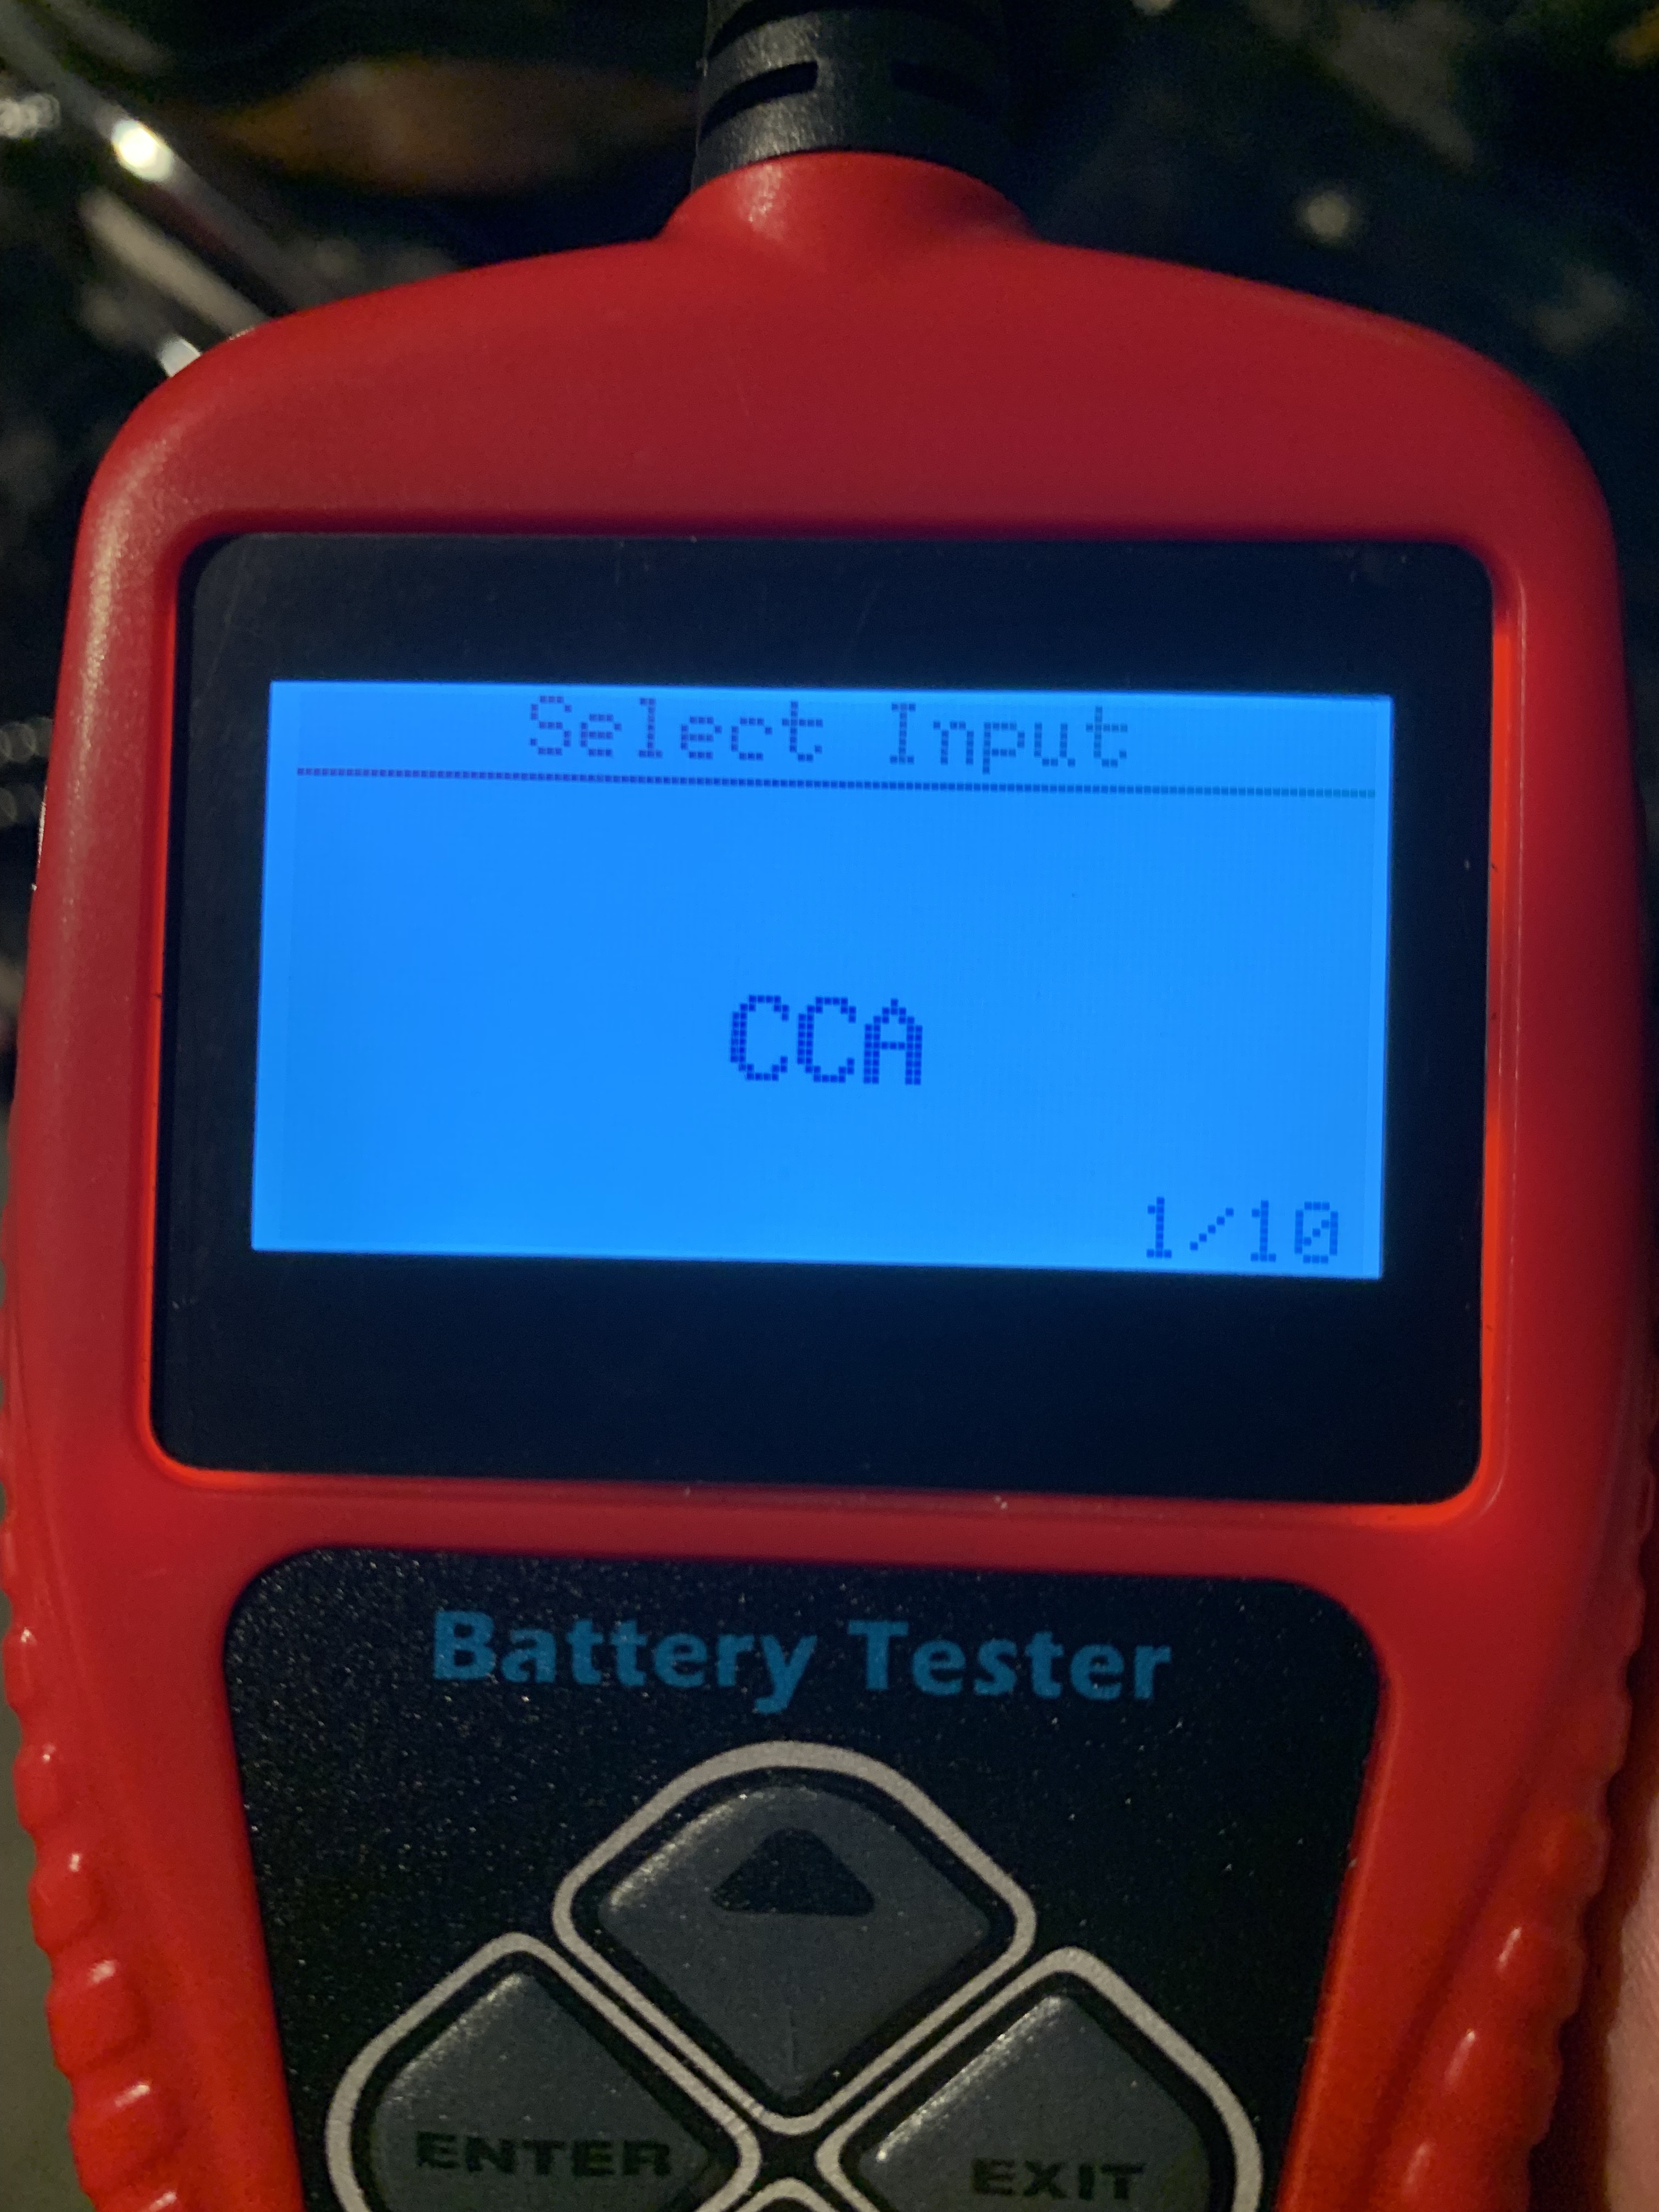 Select Input
CCA
1/10
Battery Tester
ENTER
EXIT